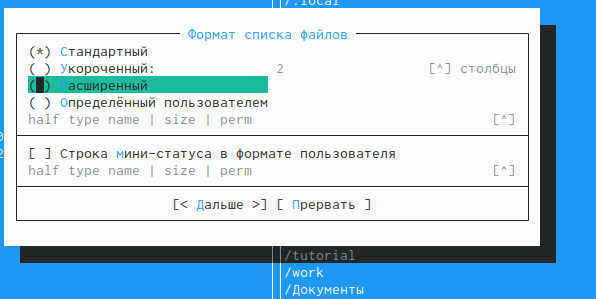 /.local
Формат списка файлов
(*) Стандартный
( ) Укороченный: 2 [^] столбцы
( ) Расширенный
( ) Определённый пользователем
half type name | size | perm [^]
[ ] Строка мини-статуса в формате пользователя
half type name | size | perm [^]
[< Дальше >] [ Прервать ]
/tutorial
/work
/Документы